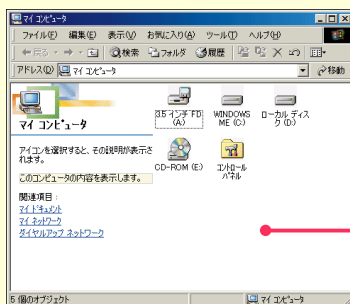 マイ コンピュータ
ファイル(F) 編集(E) 表示(V) お気に入り(A) ツール(T) ヘルプ(H)
戻る 検索 フォルダ 履歴
アドレス(D) マイ コンピュータ 移動
マイ コンピュータ
アイコンを選択すると、その説明が表示さ
れます。
このコンピュータの内容を表示します。
関連項目:
マイ ドキュメント
マイ ネットワーク
ダイヤルアップ ネットワーク
3.5 インチ FD
(A:)
WINDOWS
ME (C:)
ローカル ディス
ク (D:)
CD-ROM (E:)
コントロール
パネル
5 個のオブジェクト マイ コンピュータ